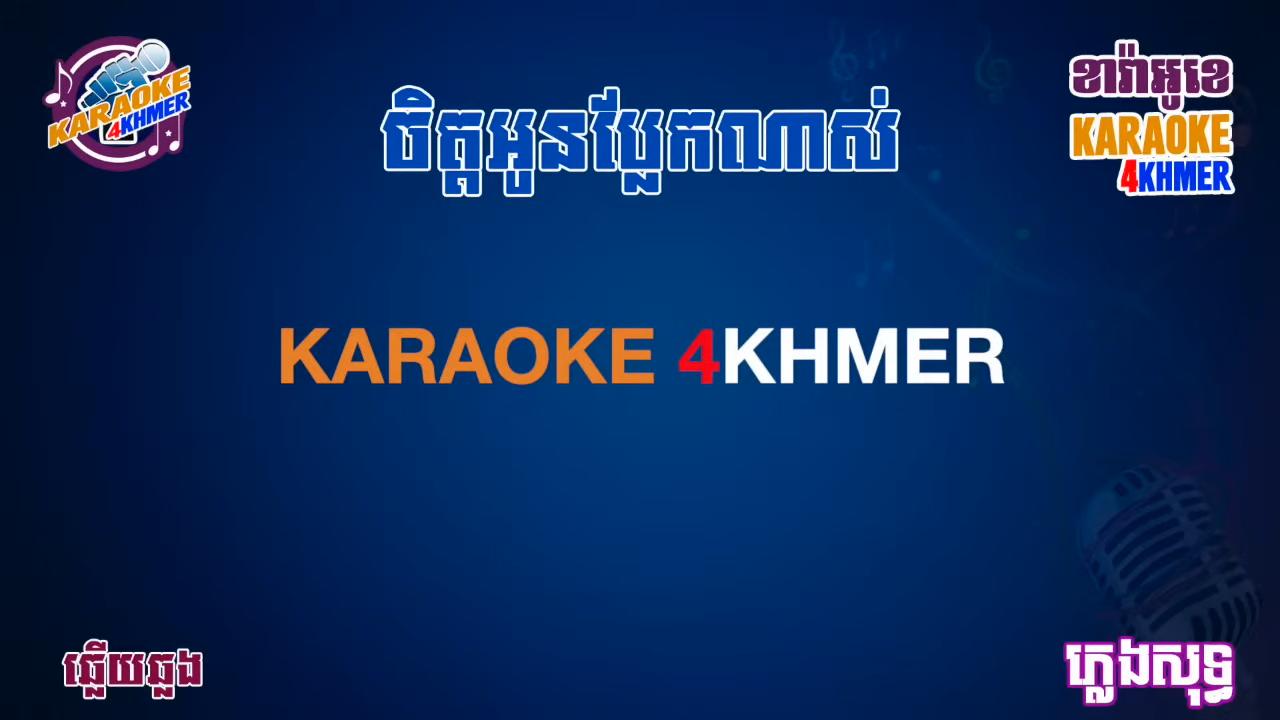 KARAOKE
4KHMER
ចិត្តអូនប្លែកណាស់
ខារ៉ាអូខេ
KARAOKE
4KHMER
KARAOKE 4KHMER
ឆ្លើយឆ្លង
ភ្លេងសុទ្ធ